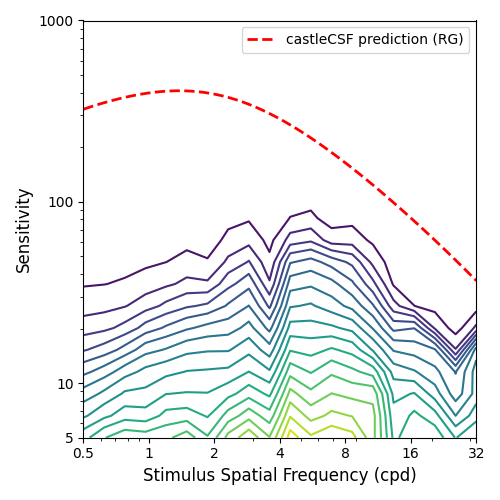 castleCSF prediction (RG)
Sensitivity
1000
100
10
5
0.5 1 2 4 8 16 32
Stimulus Spatial Frequency (cpd)